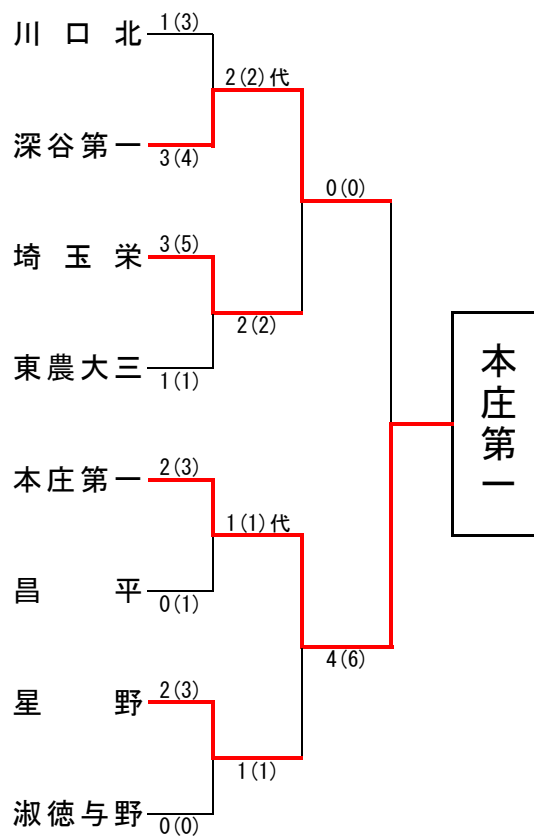 川口北
1(3)
2(2)代
深谷第一
3(4)
0(0)
埼玉栄
3(5)
2(2)
東農大三
1(1)
本庄第一
本庄第一
2(3)
1(1)代
昌平
0(1)
4(6)
星野
2(3)
1(1)
淑徳与野
0(0)